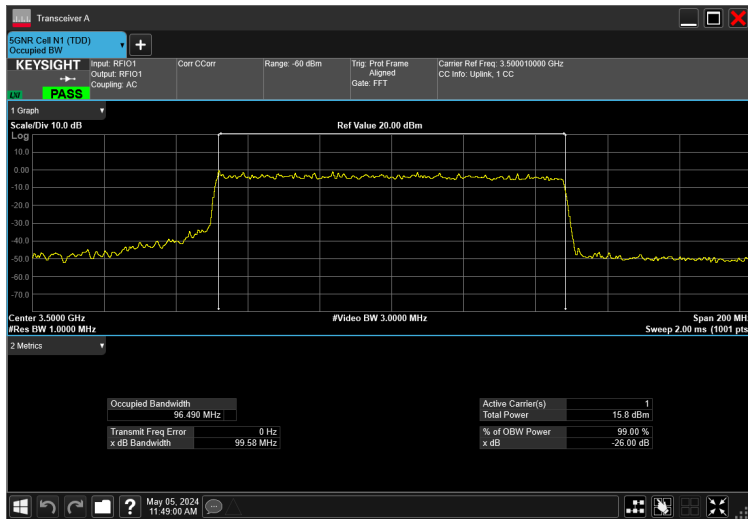 Transceiver A
5GNR Cell N1 (TDD)
Occupied BW
KEYSIGHT
LXI
PASS
Input: RFIO1
Output: RFIO1
Coupling: AC
Corr CCorr
Range: -60 dBm
Trig: Prot Frame
Aligned
Gate: FFT
Carrier Ref Freq: 3.500010000 GHz
CC Info: Uplink, 1 CC
1 Graph
Scale/Div 10.0 dB
Ref Value 20.00 dBm
Log
10.0
0.00
-10.0
-20.0
-30.0
-40.0
-50.0
-60.0
-70.0
Center 3.5000 GHz
#Video BW 3.0000 MHz
Span 200 MH
#Res BW 1.0000 MHz
Sweep 2.00 ms (1001 pts
2 Metrics
Occupied Bandwidth
96.490 MHz
Transmit Freq Error 0 Hz
x dB Bandwidth 99.58 MHz
Active Carrier(s) 1
Total Power 15.8 dBm
% of OBW Power 99.00 %
x dB -26.00 dB
?
May 05, 2024
11:49:00 AM